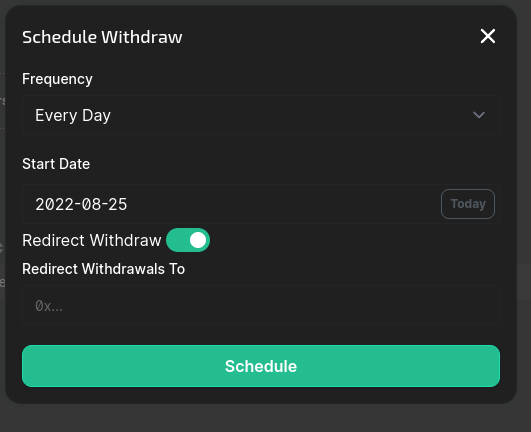 Schedule Withdraw
Frequency
Every Day
Start Date
2022-08-25
Today
Redirect Withdraw
Redirect Withdrawals To
0x...
Schedule